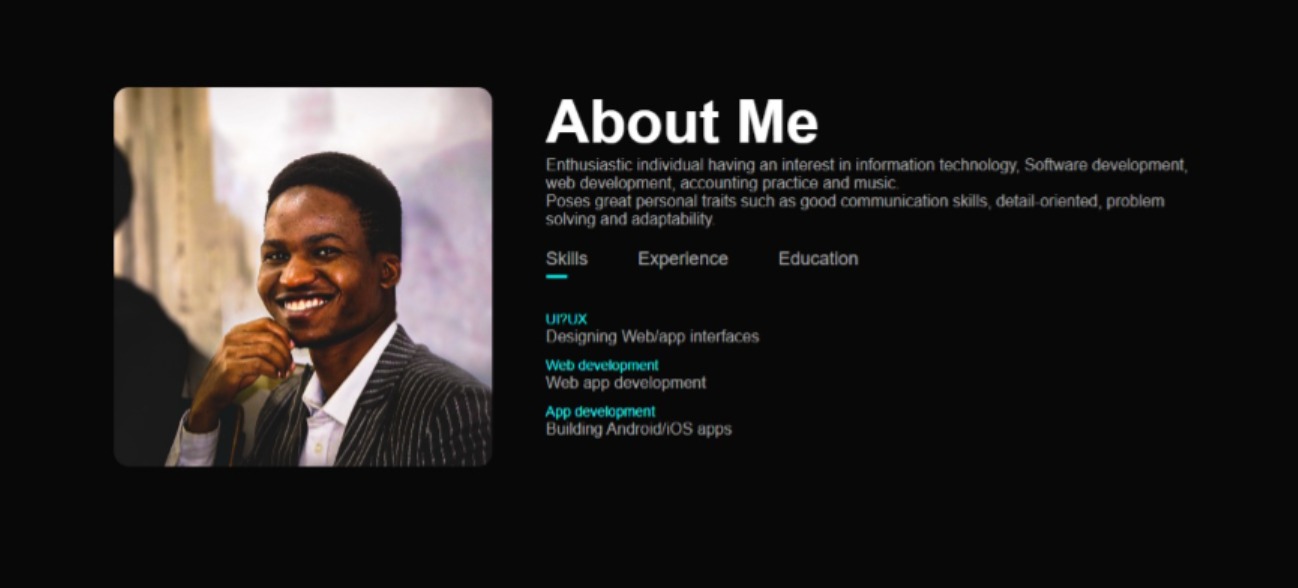 About Me
Enthusiastic individual having an interest in information technology, Software development,
web development, accounting practice and music.
Poses great personal traits such as good communication skills, detail-oriented, problem
solving and adaptability.
Skills Experience Education
UI?UX
Designing Web/app interfaces
Web development
Web app development
App development
Building Android/iOS apps